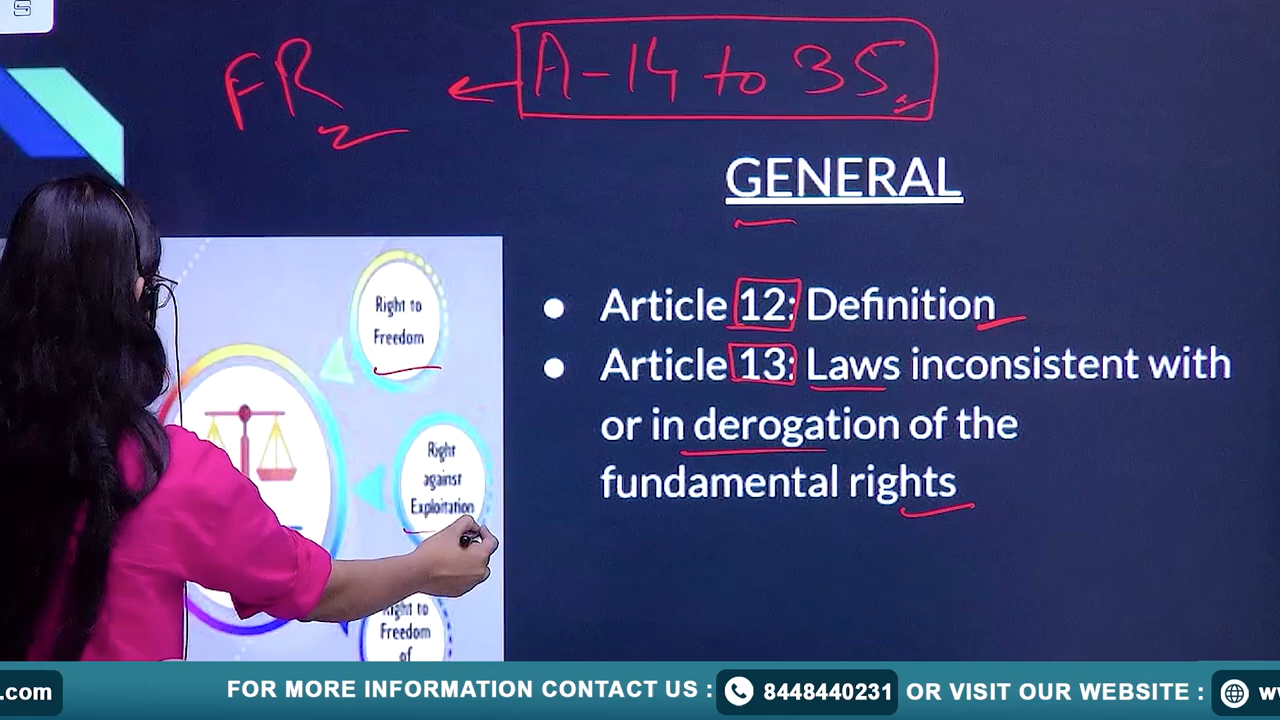 FR ← A-14 to 35
GENERAL
Right to
Freedom
Right
against
Exploitation
Right to
Freedom
of
● Article 12: Definition
● Article 13: Laws inconsistent with
or in derogation of the
fundamental rights
.com
FOR MORE INFORMATION CONTACT US : 8448440231 OR VISIT OUR WEBSITE :